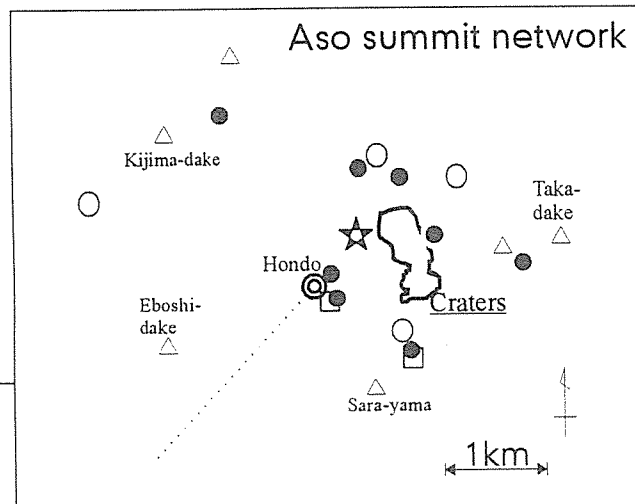 Aso summit network
Kijima-dake
Taka-
dake
Hondo
Eboshi-
dake
Craters
Sara-yama
1km